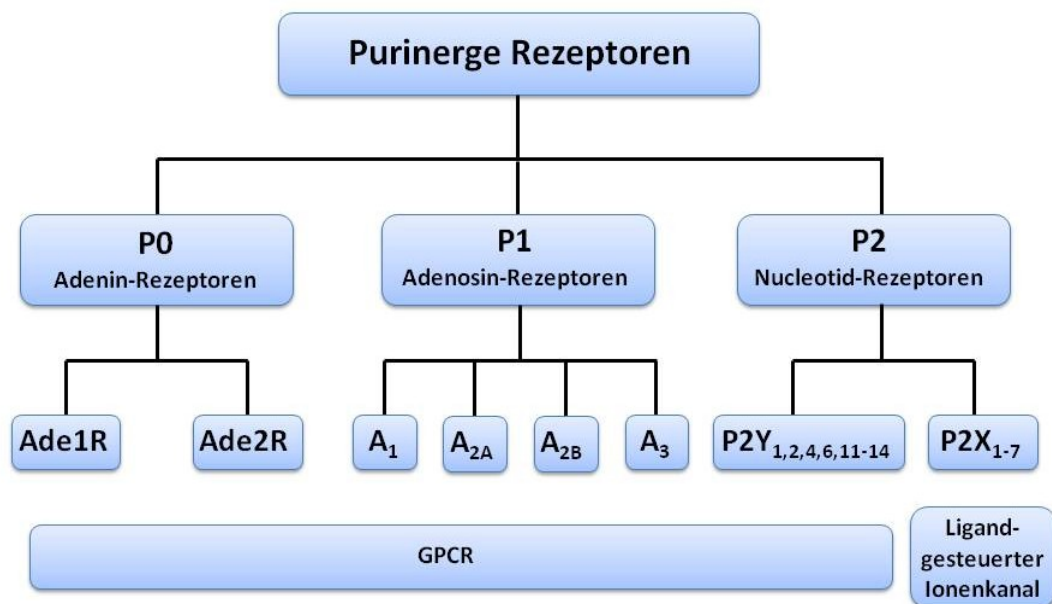 Purinerge Rezeptoren
P0
Adenin-Rezeptoren
P1
Adenosin-Rezeptoren
P2
Nucleotid-Rezeptoren
Ade1R
Ade2R
A₁
A₂A
A₂B
A₃
P2Y₁,₂,₄,₆,₁₁₋₁₄
P2X₁₋₇
GPCR
Ligand-
gesteuerter
Ionenkanal